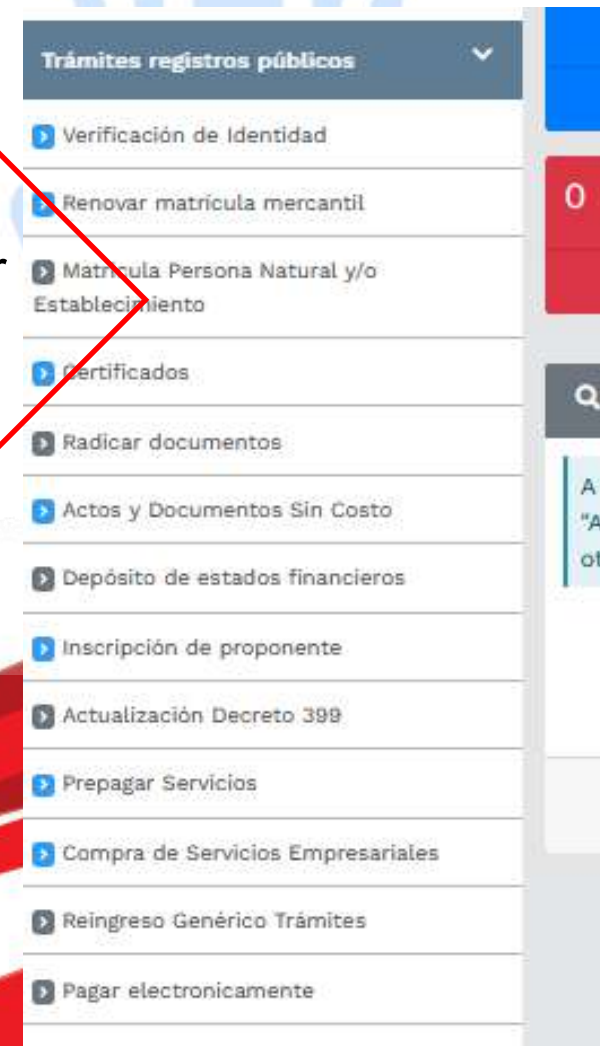 Trámites registros públicos
Verificación de Identidad
Renovar matrícula mercantil
Matrícula Persona Natural y/o
Establecimiento
Certificados
Radicar documentos
Actos y Documentos Sin Costo
Depósito de estados financieros
Inscripción de proponente
Actualización Decreto 399
Prepagar Servicios
Compra de Servicios Empresariales
Reingreso Genérico Trámites
Pagar electronicamente
0
A
"A